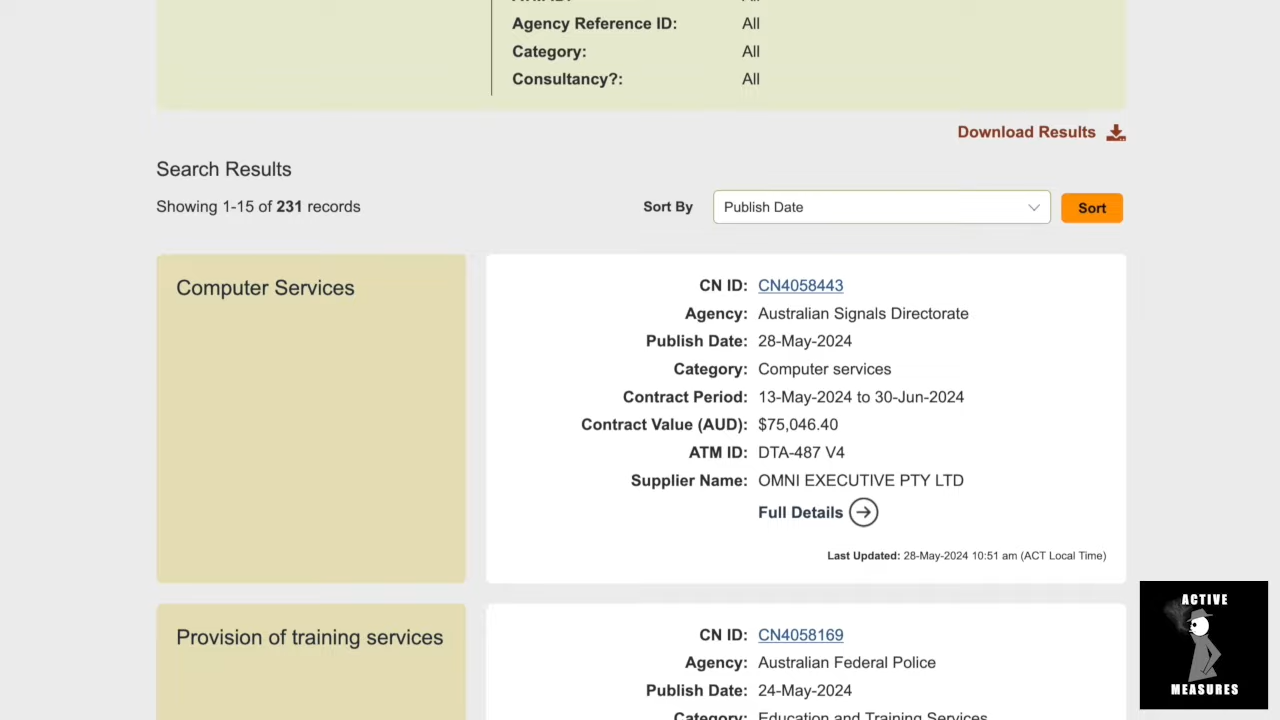 Agency Reference ID: All
Category: All
Consultancy?: All
Download Results
Search Results
Showing 1-15 of 231 records
Sort By Publish Date Sort
Computer Services
CN ID: CN4058443
Agency: Australian Signals Directorate
Publish Date: 28-May-2024
Category: Computer services
Contract Period: 13-May-2024 to 30-Jun-2024
Contract Value (AUD): $75,046.40
ATM ID: DTA-487 V4
Supplier Name: OMNI EXECUTIVE PTY LTD
Full Details
Last Updated: 28-May-2024 10:51 am (ACT Local Time)
Provision of training services
CN ID: CN4058169
Agency: Australian Federal Police
Publish Date: 24-May-2024
Category: Education and Training Services
ACTIVE
MEASURES